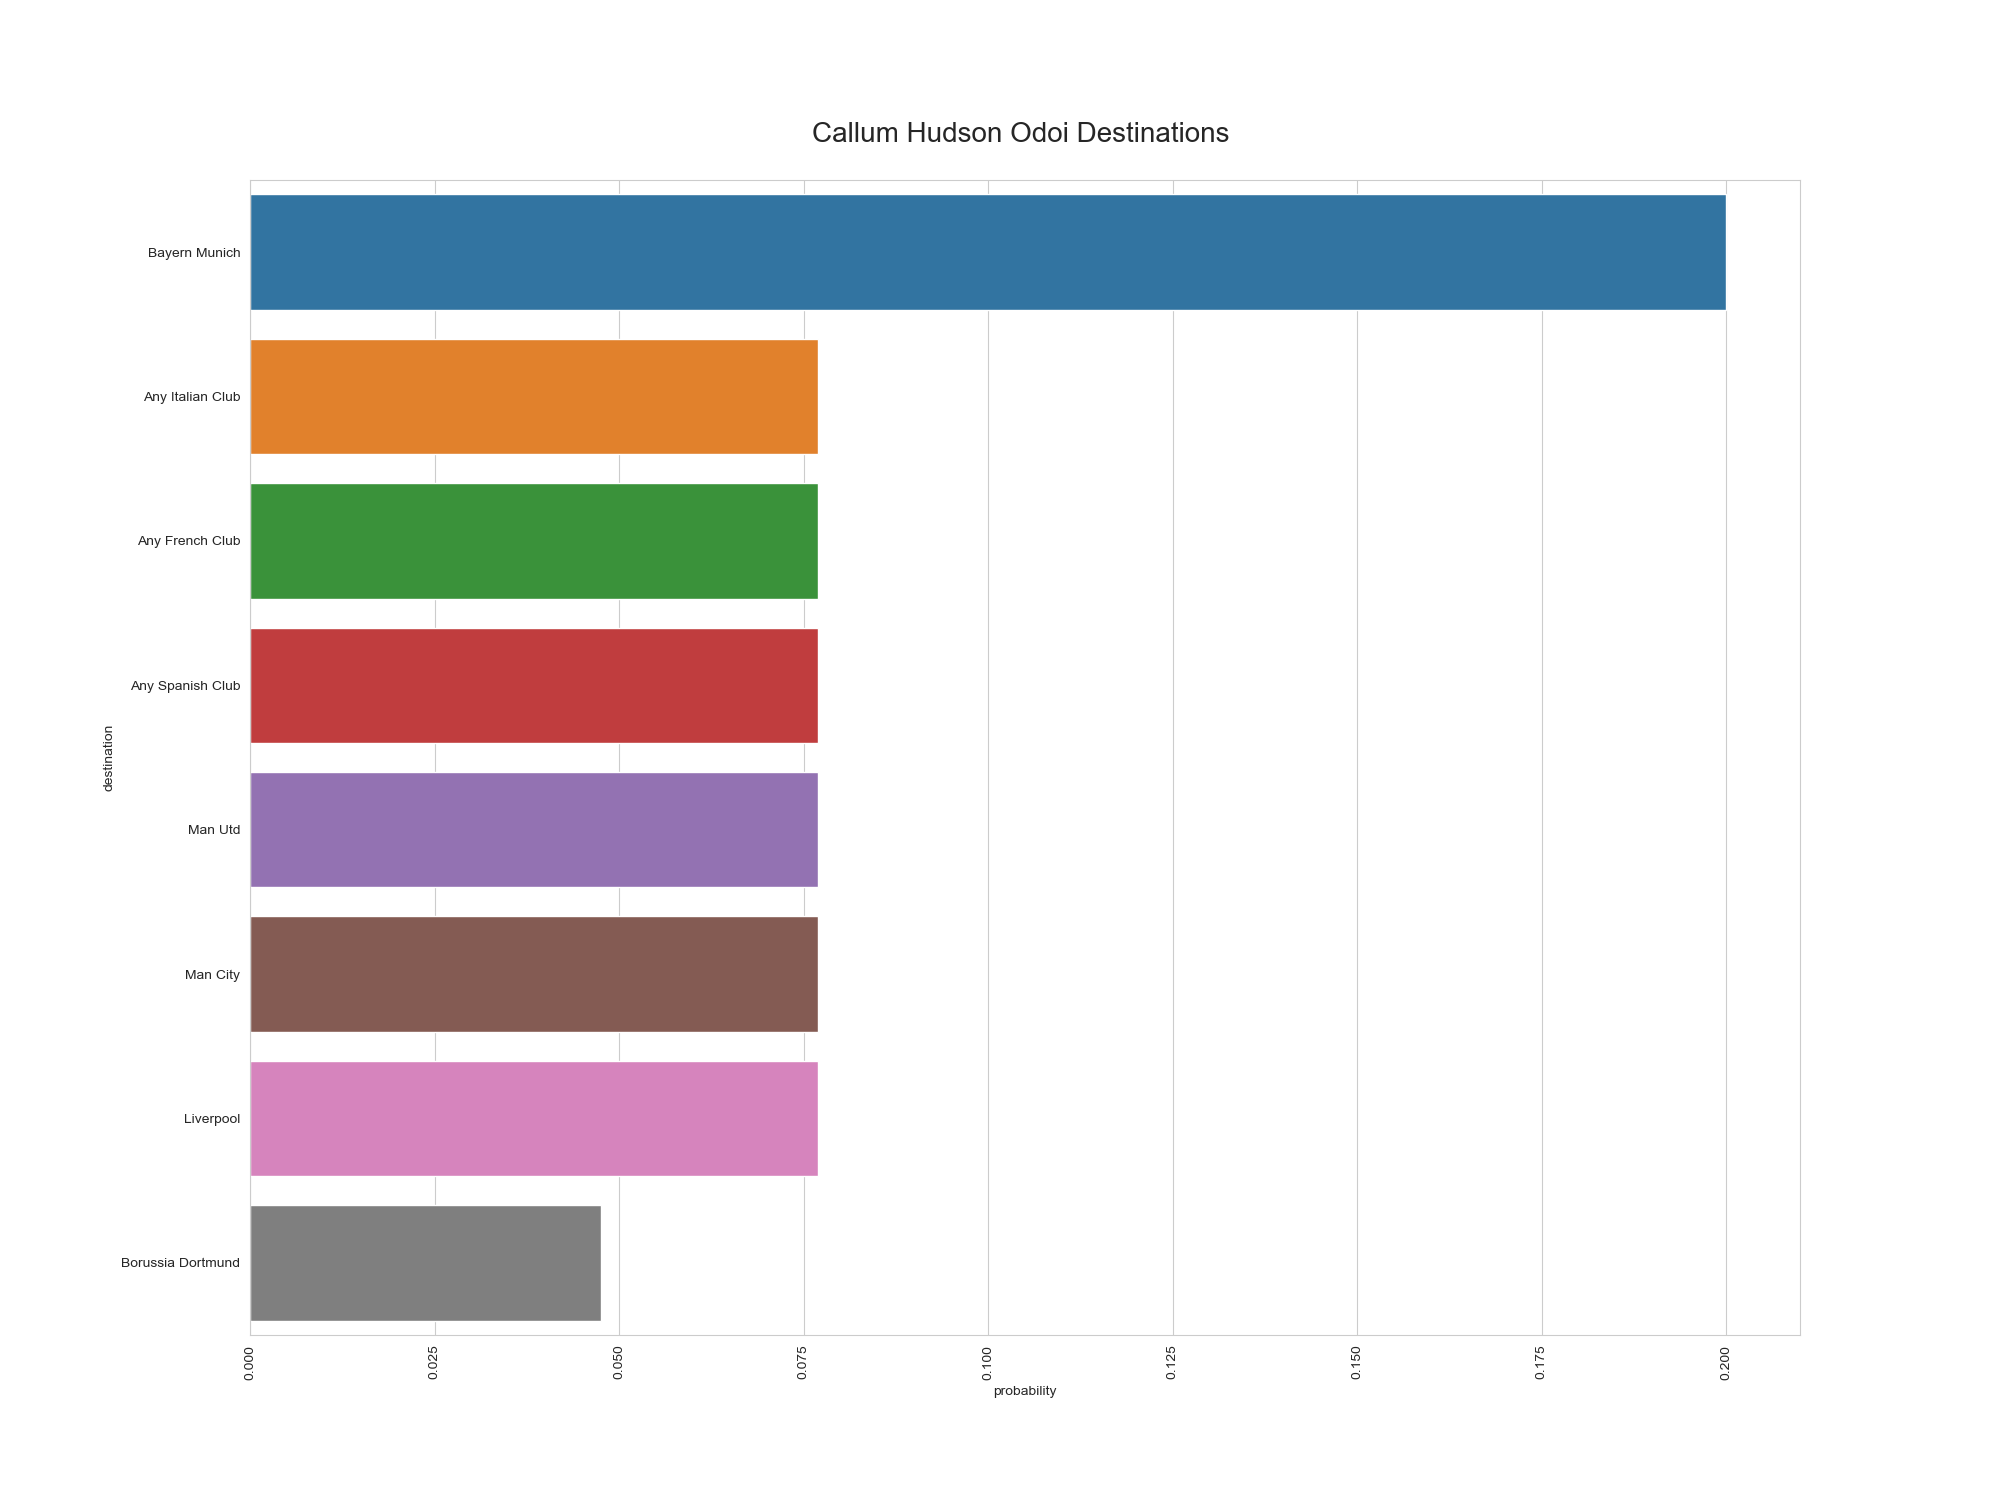 Callum Hudson Odoi Destinations
Bayern Munich
Any Italian Club
Any French Club
Any Spanish Club
destination
Man Utd
Man City
Liverpool
Borussia Dortmund
0.000
0.025
0.050
0.075
0.100
0.125
0.150
0.175
0.200
probability